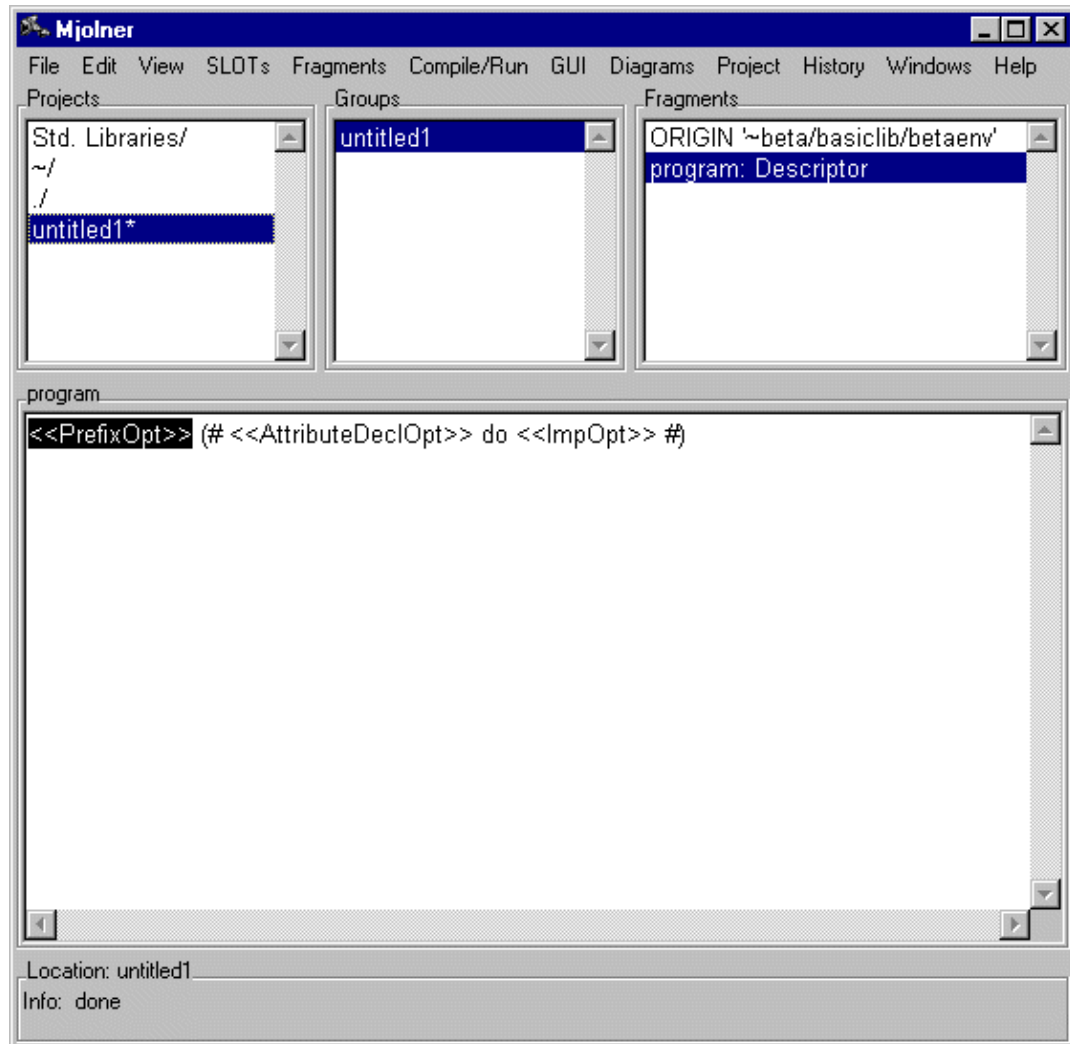 Mjolner
File Edit View SLOTs Fragments Compile/Run GUI Diagrams Project History Windows Help
Projects
Std. Libraries/
~/
./
untitled1*
Groups
untitled1
Fragments
ORIGIN '~beta/basiclib/betaenv'
program: Descriptor
program
<<PrefixOpt>> (# <<AttributeDeclOpt>> do <<ImpOpt>> #)
Location: untitled1
Info: done